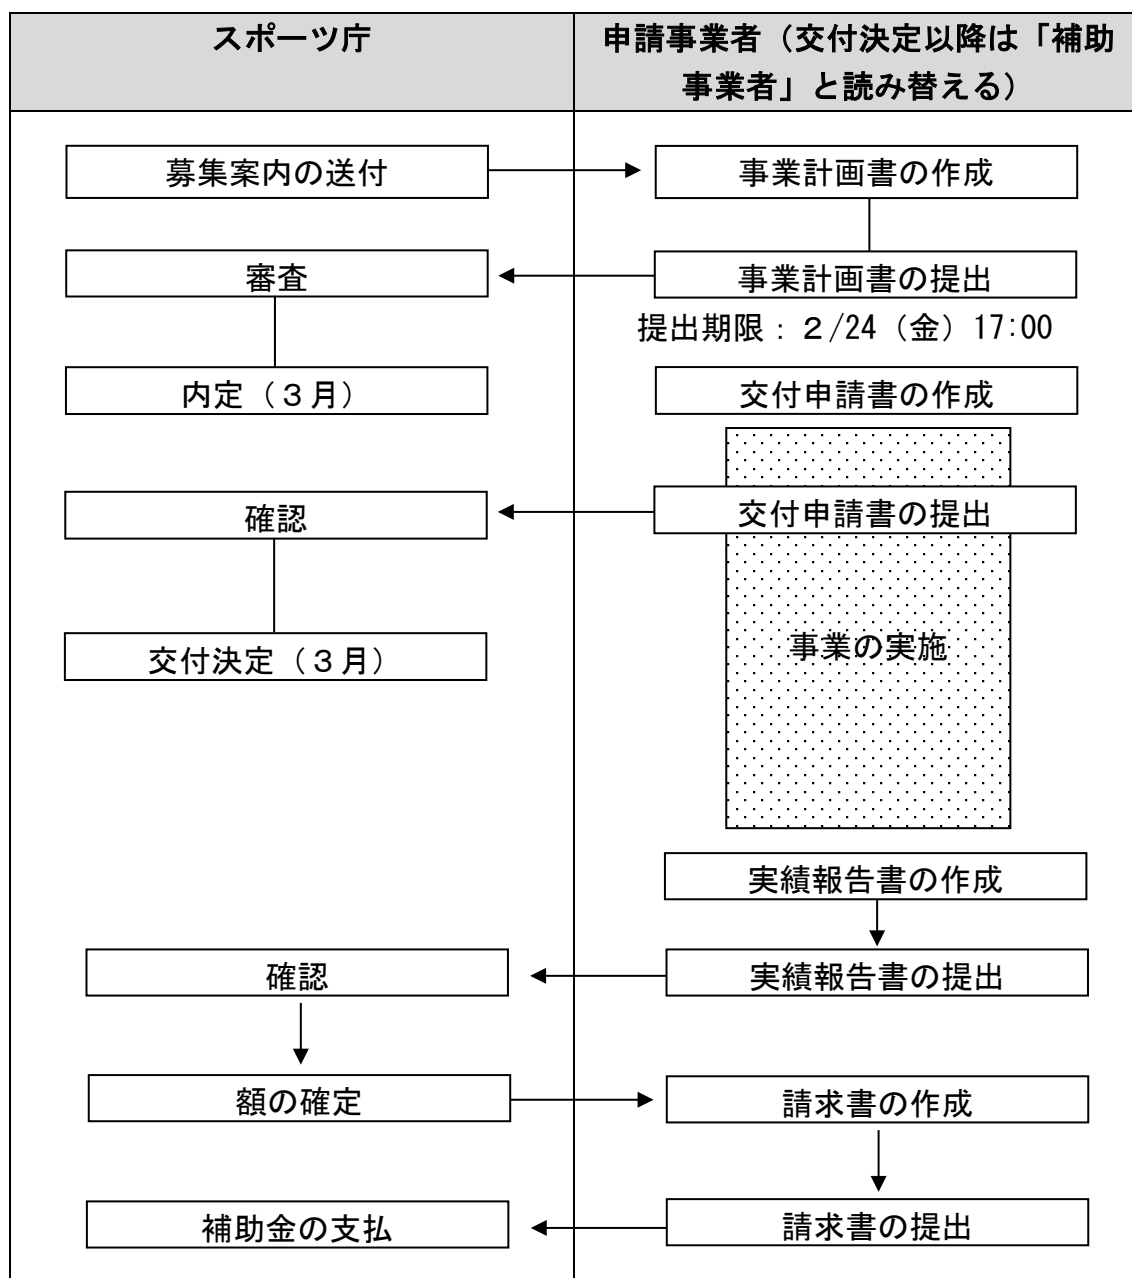 スポーツ庁
申請事業者（交付決定以降は「補助
事業者」と読み替える）
募集案内の送付
事業計画書の作成
審査
事業計画書の提出
提出期限：２/24（金）17:00
内定（３月）
交付申請書の作成
確認
交付申請書の提出
交付決定（３月）
事業の実施
実績報告書の作成
確認
実績報告書の提出
額の確定
請求書の作成
補助金の支払
請求書の提出